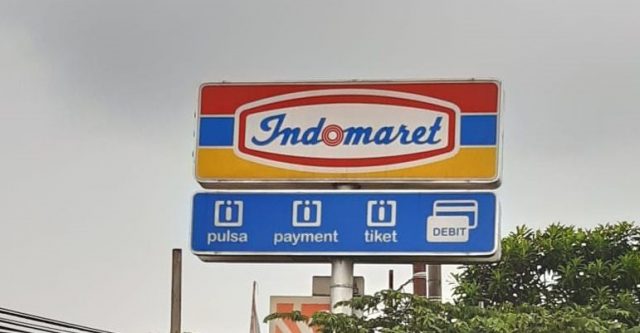 Indomaret
pulsa payment tiket DEBIT